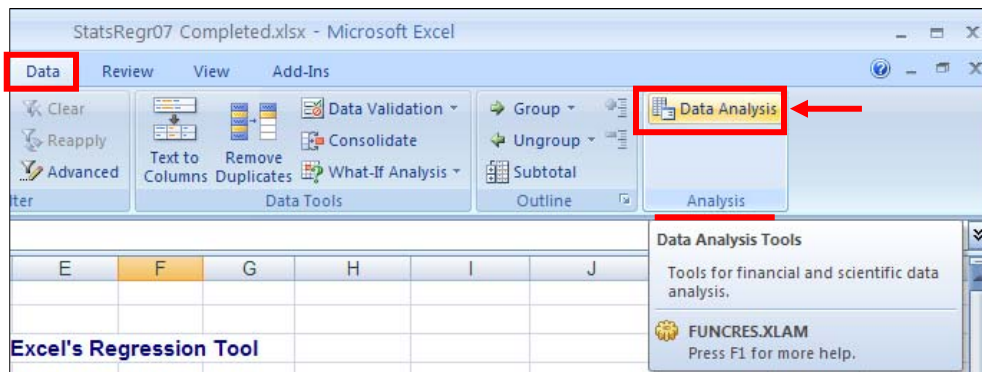 StatsRegr07 Completed.xlsx - Microsoft Excel
Data Review View Add-Ins
Clear
Reapply
Advanced
lter
Text to Columns
Remove Duplicates
Data Validation
Consolidate
What-If Analysis
Data Tools
Group
Ungroup
Subtotal
Outline
Data Analysis
Analysis
Data Analysis Tools
Tools for financial and scientific data
analysis.
FUNCRES.XLAM
Press F1 for more help.
E F G H I J
Excel's Regression Tool